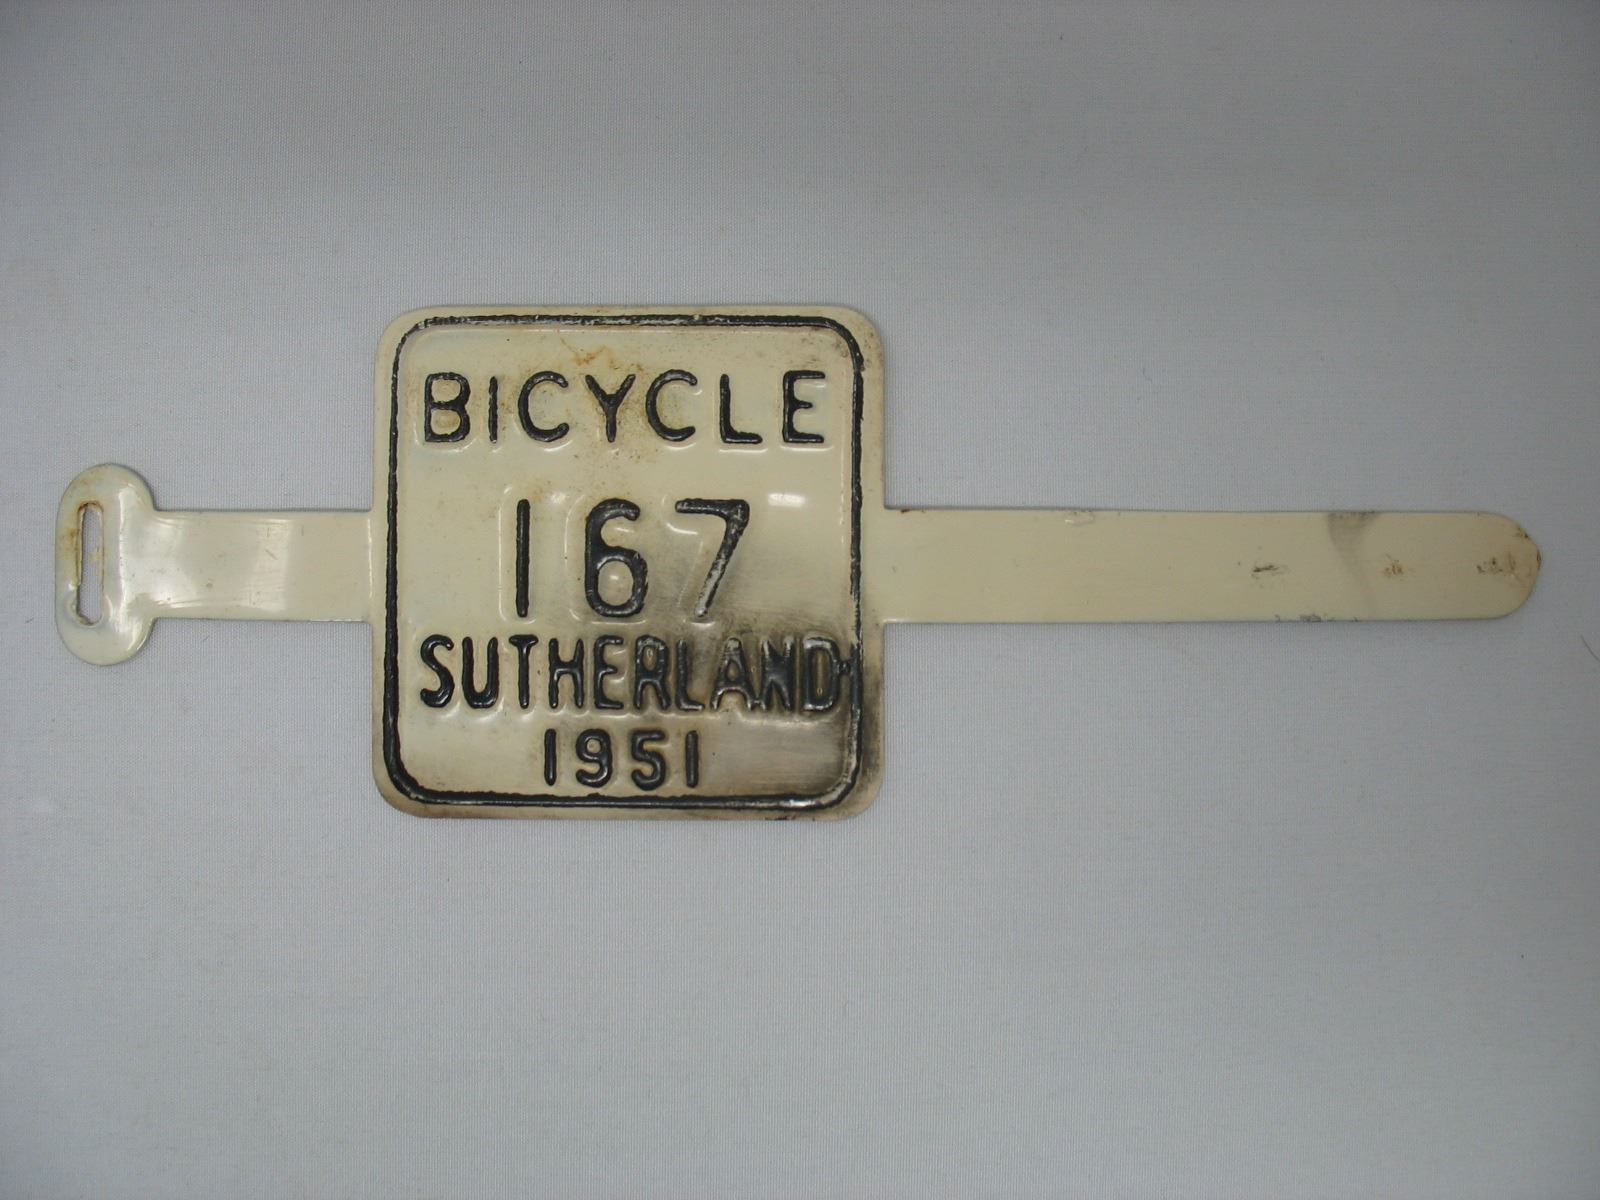 BICYCLE
167
SUTHERLAND
1951